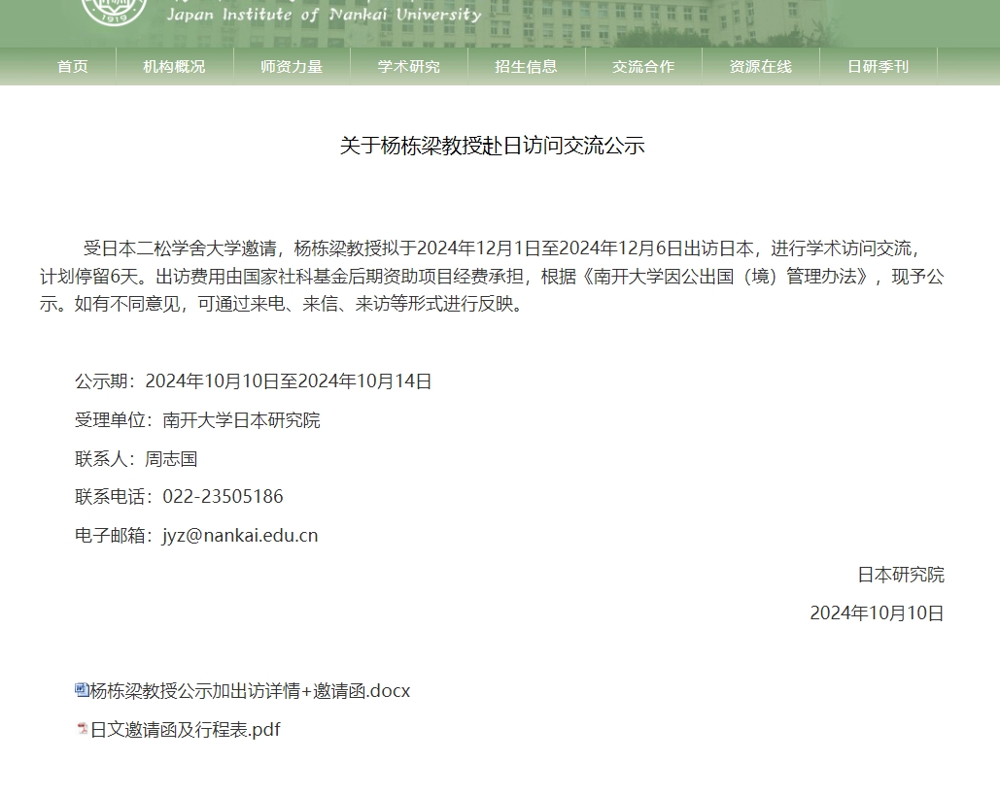 1919
Japan Institute of Nankai University
首页 机构概况 师资力量 学术研究 招生信息 交流合作 资源在线 日研季刊
关于杨栋梁教授赴日访问交流公示
受日本二松学舍大学邀请，杨栋梁教授拟于2024年12月1日至2024年12月6日出访日本，进行学术访问交流，
计划停留6天。出访费用由国家社科基金后期资助项目经费承担，根据《南开大学因公出国（境）管理办法》，现予公
示。如有不同意见，可通过来电、来信、来访等形式进行反映。
公示期：2024年10月10日至2024年10月14日
受理单位：南开大学日本研究院
联系人：周志国
联系电话：022-23505186
电子邮箱：jyz@nankai.edu.cn
日本研究院
2024年10月10日
杨栋梁教授公示加出访详情+邀请函.docx
日文邀请函及行程表.pdf